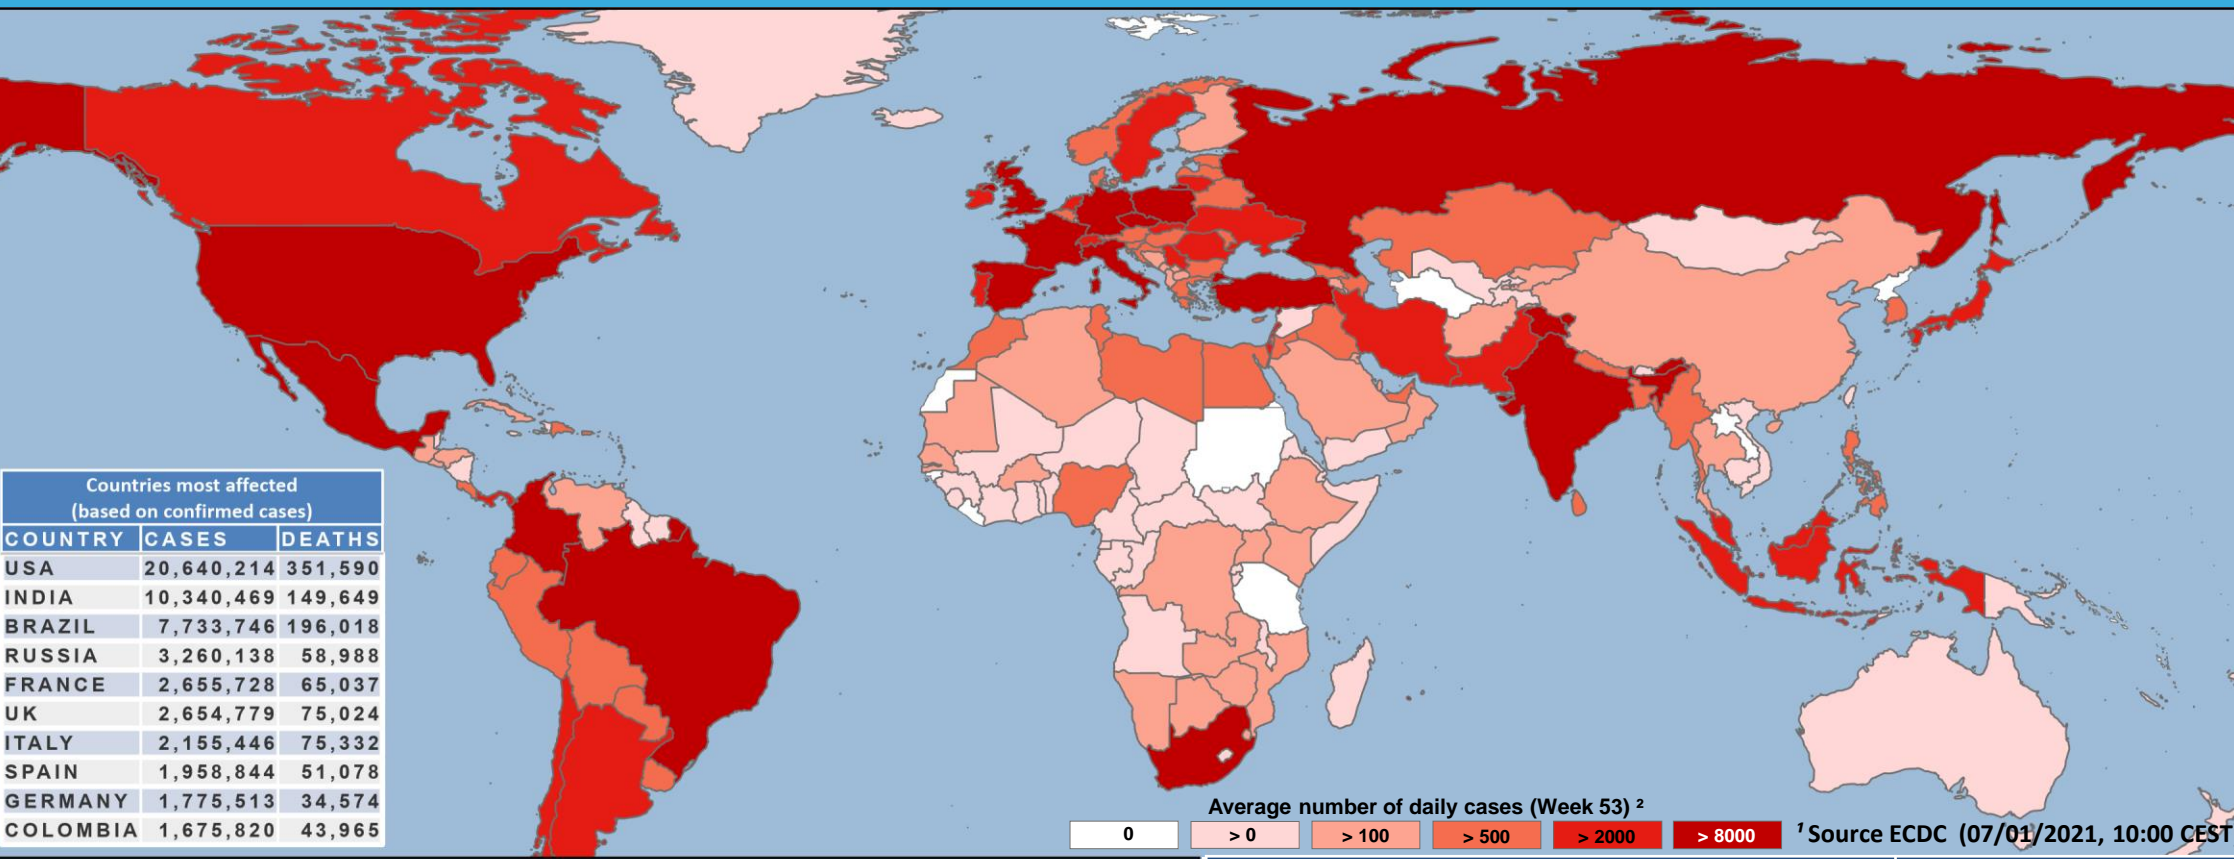 Countries most affected
(based on confirmed cases)
COUNTRY CASES DEATHS
USA 20,640,214 351,590
INDIA 10,340,469 149,649
BRAZIL 7,733,746 196,018
RUSSIA 3,260,138 58,988
FRANCE 2,655,728 65,037
UK 2,654,779 75,024
ITALY 2,155,446 75,332
SPAIN 1,958,844 51,078
GERMANY 1,775,513 34,574
COLOMBIA 1,675,820 43,965
Average number of daily cases (Week 53) ²
0 > 0 > 100 > 500 > 2000 > 8000
¹ Source ECDC (07/01/2021, 10:00 CEST